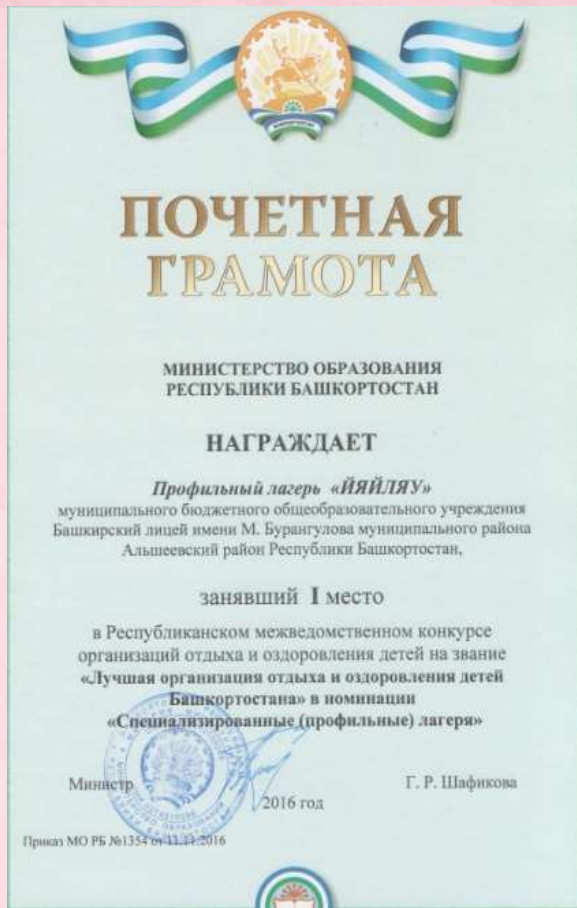 БАШКОРТОСТАН
ПОЧЕТНАЯ
ГРАМОТА
МИНИСТЕРСТВО ОБРАЗОВАНИЯ
РЕСПУБЛИКИ БАШКОРТОСТАН
НАГРАЖДАЕТ
Профильный лагерь «ЙЯЙЛЯУ»
муниципального бюджетного общеобразовательного учреждения
Башкирский лицей имени М. Бурангулова муниципального района
Альшеевский район Республики Башкортостан,
занявший I место
в Республиканском межведомственном конкурсе
организаций отдыха и оздоровления детей на звание
«Лучшая организация отдыха и оздоровления детей
Башкортостана» в номинации
«Специализированные (профильные) лагеря»
Министр Г. Р. Шафикова
2016 год
Приказ МО РБ №1354 от 11.11.2016